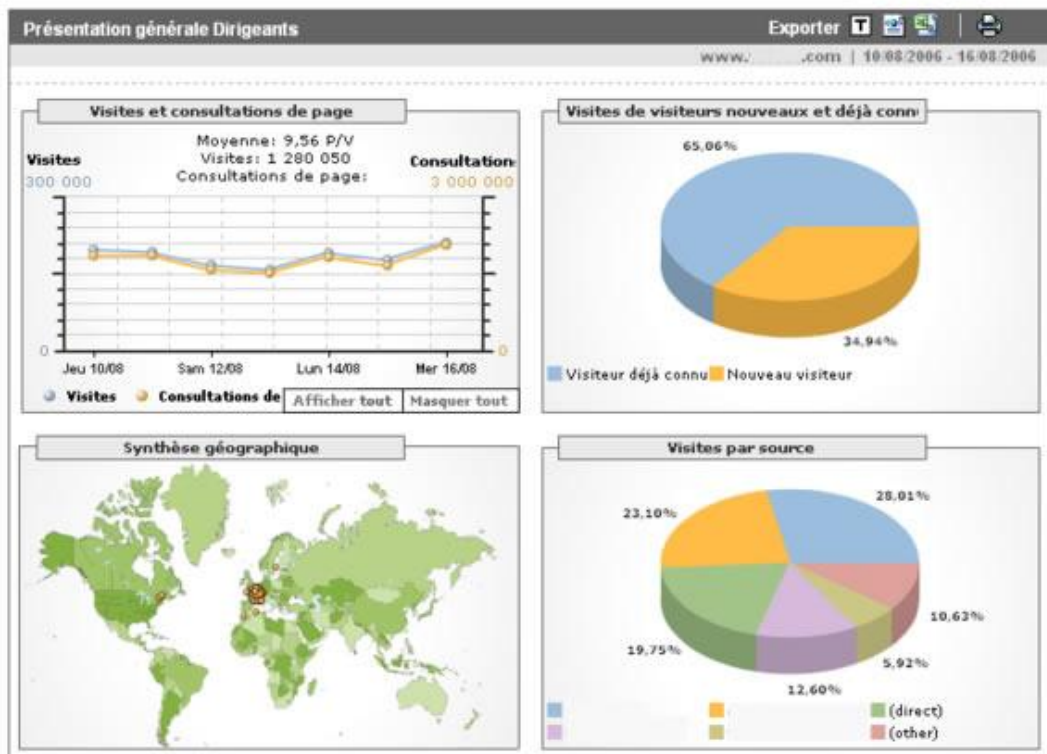 Présentation générale Dirigeants
Exporter T
www. .com | 10/08/2006 - 16/08/2006
Visites et consultations de page
Moyenne: 9,56 P/V
Visites: 1 280 050
Consultations de page:
Visites
Consultation
300 000
3 000 000
0
0
Jeu 10/08 Sam 12/08 Lun 14/08 Mer 16/08
Visites Consultations de Afficher tout Masquer tout
Visites de visiteurs nouveaux et déjà connu
65,06%
34,94%
Visiteur déjà connu Nouveau visiteur
Synthèse géographique
Visites par source
28,01%
23,10%
10,63%
19,75%
5,92%
12,60%
(direct)
(other)